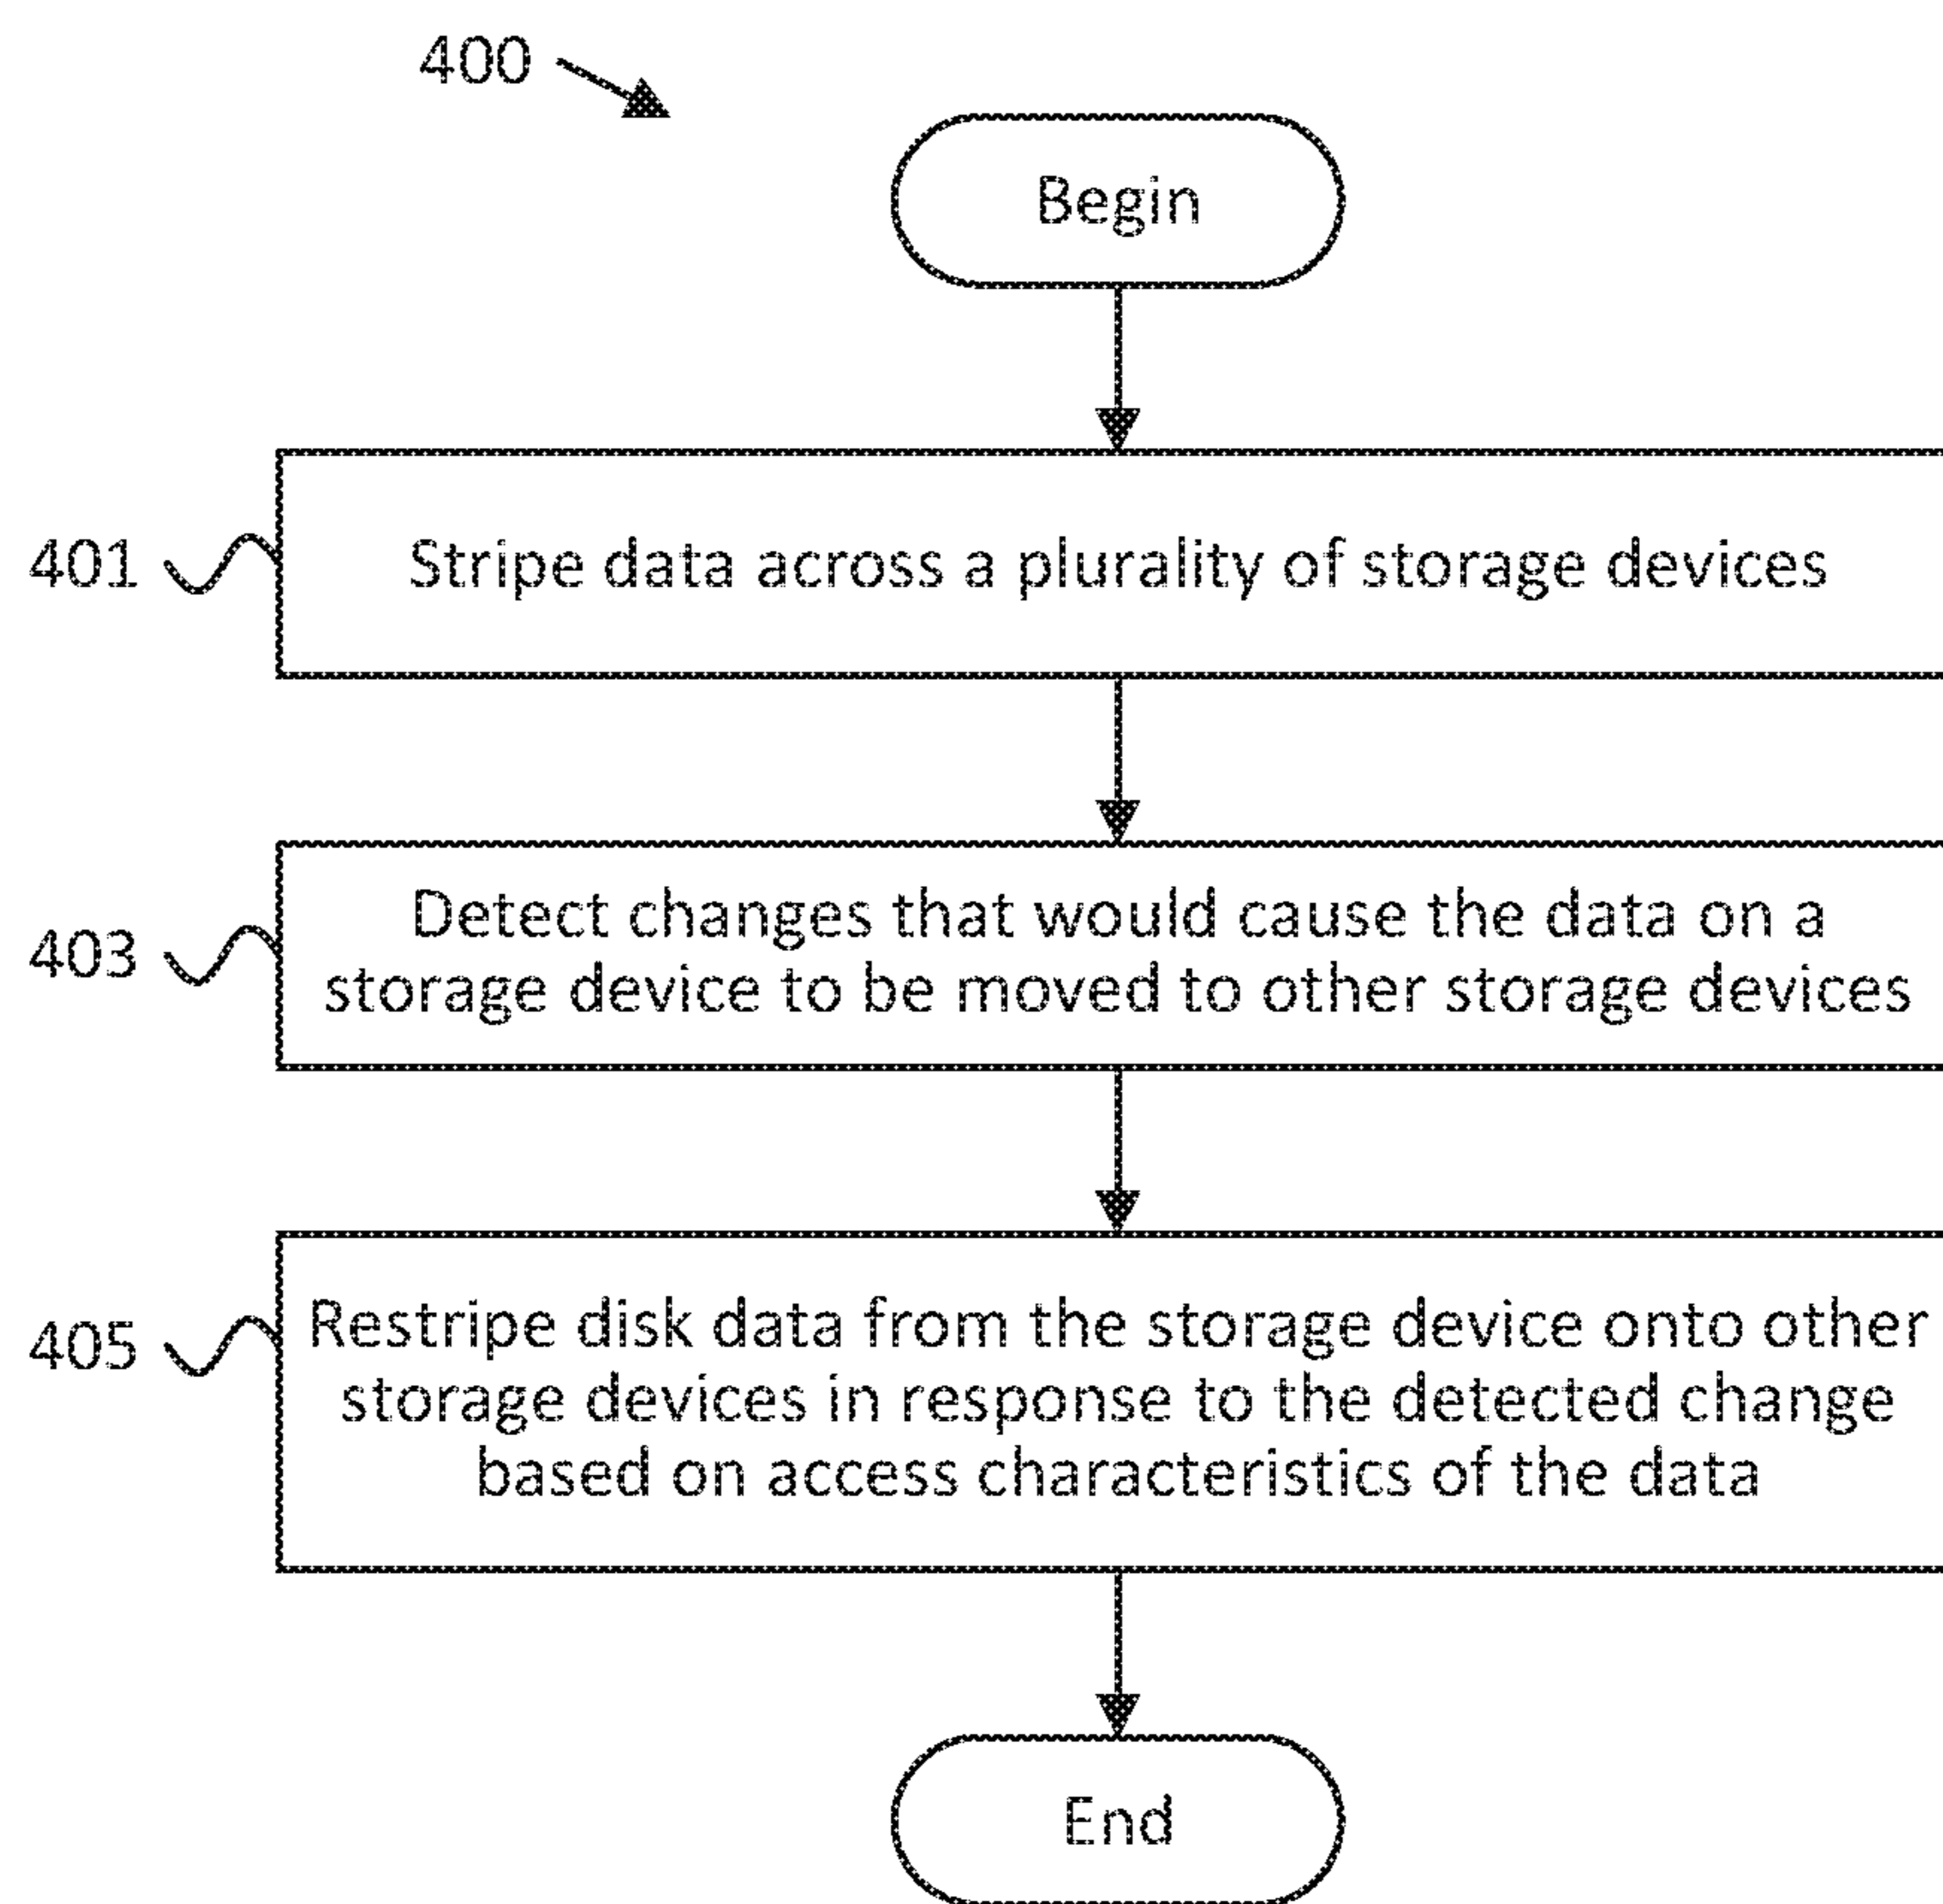 400
Begin
401
Stripe data across a plurality of storage devices
403
Detect changes that would cause the data on a
storage device to be moved to other storage devices
405
Restripe disk data from the storage device onto other
storage devices in response to the detected change
based on access characteristics of the data
End